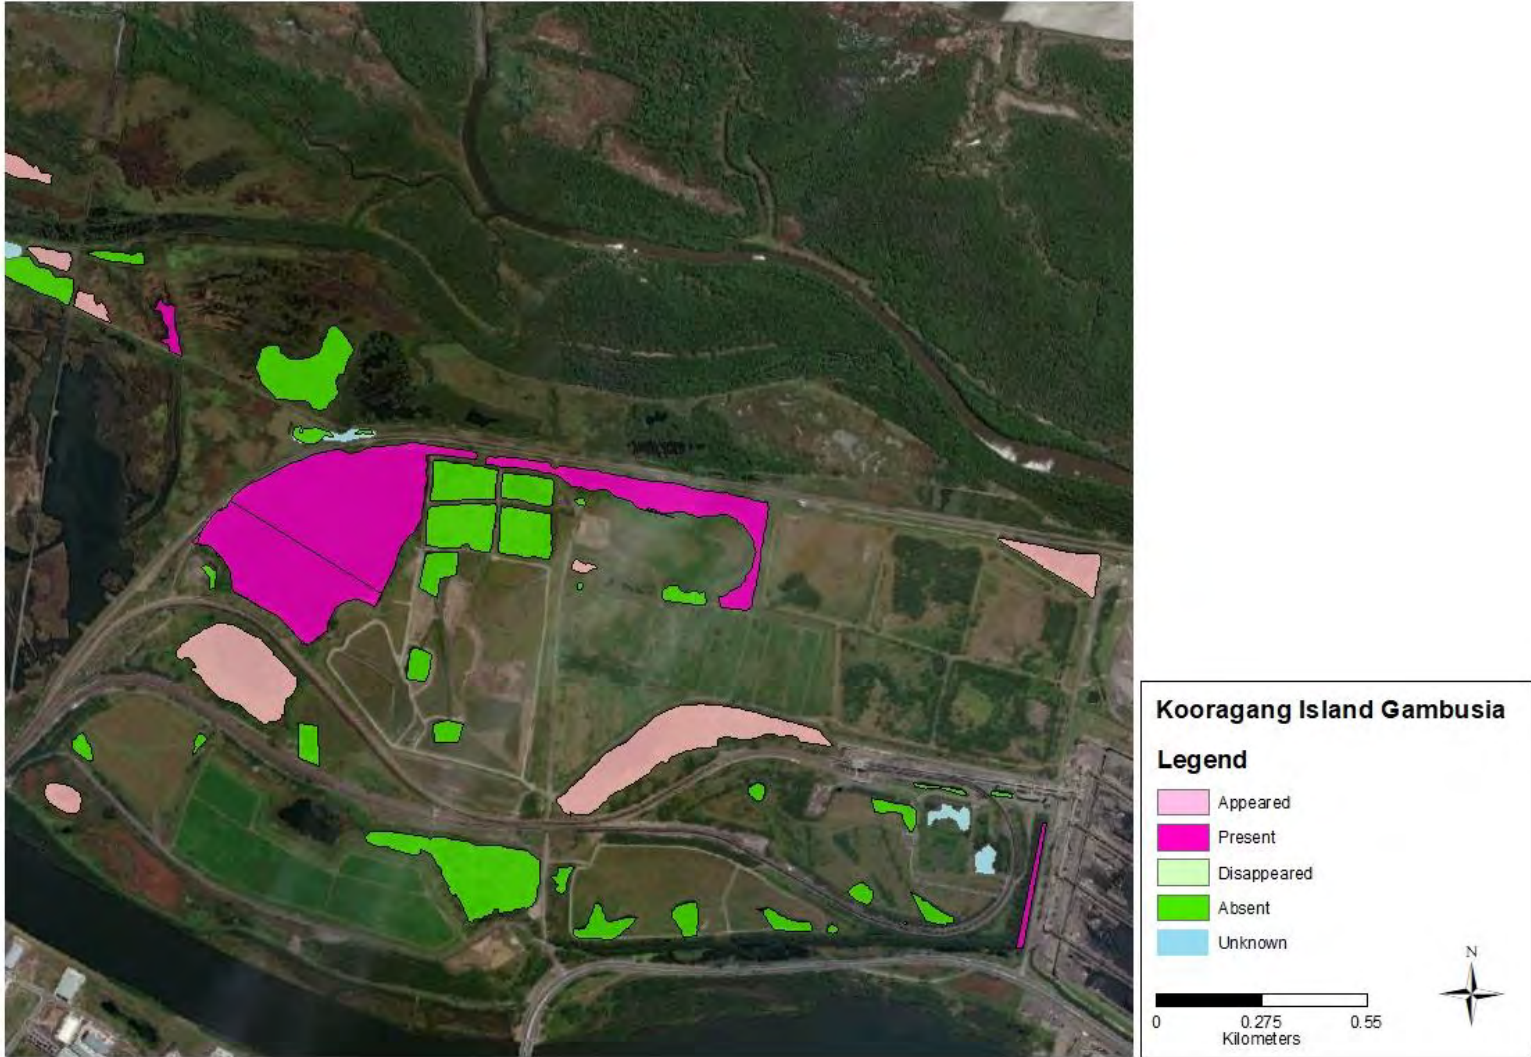 Kooragang Island Gambusia
Legend
Appeared
Present
Disappeared
Absent
Unknown
N
0 0.275 0.55
Kilometers